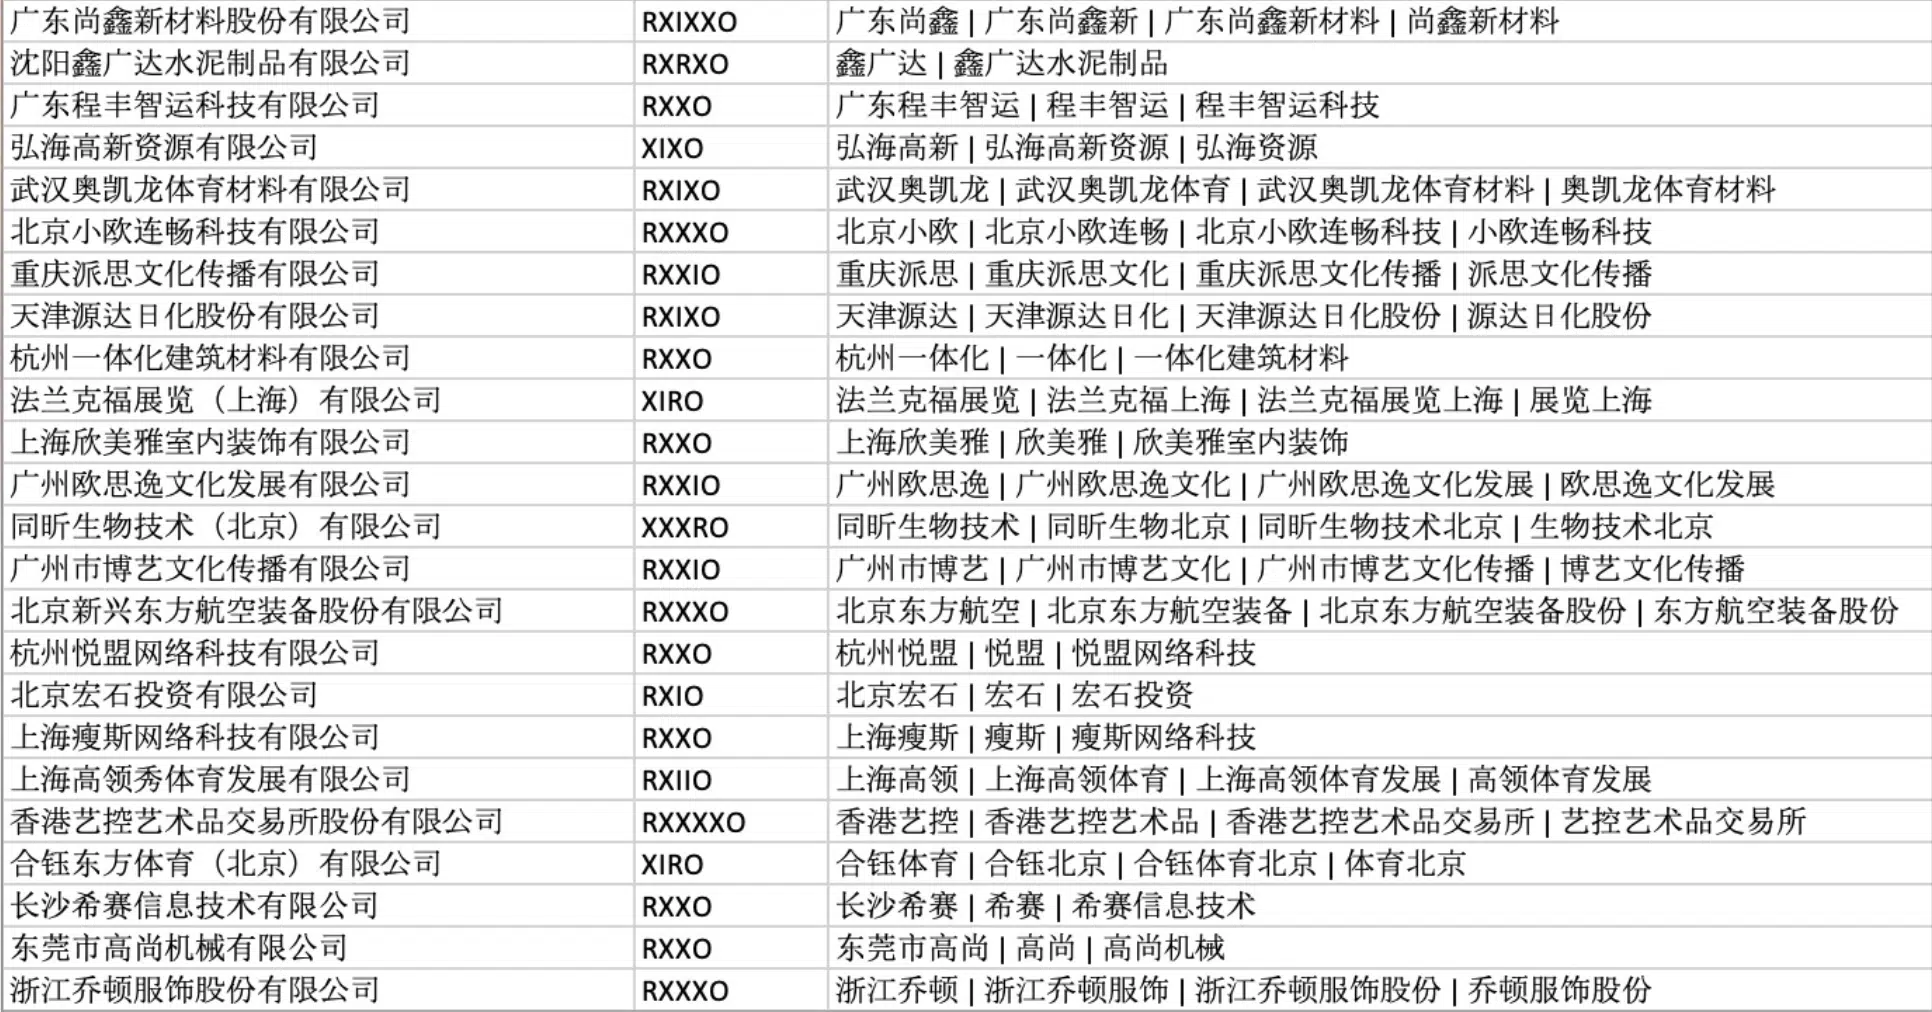 广东尚鑫新材料股份有限公司 RXIXXO 广东尚鑫 | 广东尚鑫新 | 广东尚鑫新材料 | 尚鑫新材料
沈阳鑫广达水泥制品有限公司 RXRXO 鑫广达 | 鑫广达水泥制品
广东程丰智运科技有限公司 RXXO 广东程丰智运 | 程丰智运 | 程丰智运科技
弘海高新资源有限公司 XIXO 弘海高新 | 弘海高新资源 | 弘海资源
武汉奥凯龙体育材料有限公司 RXIXO 武汉奥凯龙 | 武汉奥凯龙体育 | 武汉奥凯龙体育材料 | 奥凯龙体育材料
北京小欧连畅科技有限公司 RXXXO 北京小欧 | 北京小欧连畅 | 北京小欧连畅科技 | 小欧连畅科技
重庆派思文化传播有限公司 RXXIO 重庆派思 | 重庆派思文化 | 重庆派思文化传播 | 派思文化传播
天津源达日化股份有限公司 RXIXO 天津源达 | 天津源达日化 | 天津源达日化股份 | 源达日化股份
杭州一体化建筑材料有限公司 RXXO 杭州一体化 | 一体化 | 一体化建筑材料
法兰克福展览（上海）有限公司 XIRO 法兰克福展览 | 法兰克福上海 | 法兰克福展览上海 | 展览上海
上海欣美雅室内装饰有限公司 RXXO 上海欣美雅 | 欣美雅 | 欣美雅室内装饰
广州欧思逸文化发展有限公司 RXXIO 广州欧思逸 | 广州欧思逸文化 | 广州欧思逸文化发展 | 欧思逸文化发展
同昕生物技术（北京）有限公司 XXXRO 同昕生物技术 | 同昕生物北京 | 同昕生物技术北京 | 生物技术北京
广州市博艺文化传播有限公司 RXXIO 广州市博艺 | 广州市博艺文化 | 广州市博艺文化传播 | 博艺文化传播
北京新兴东方航空装备股份有限公司 RXXXO 北京东方航空 | 北京东方航空装备 | 北京东方航空装备股份 | 东方航空装备股份
杭州悦盟网络科技有限公司 RXXO 杭州悦盟 | 悦盟 | 悦盟网络科技
北京宏石投资有限公司 RXIO 北京宏石 | 宏石 | 宏石投资
上海瘦斯网络科技有限公司 RXXO 上海瘦斯 | 瘦斯 | 瘦斯网络科技
上海高领秀体育发展有限公司 RXIIO 上海高领 | 上海高领体育 | 上海高领体育发展 | 高领体育发展
香港艺控艺术品交易所股份有限公司 RXXXXO 香港艺控 | 香港艺控艺术品 | 香港艺控艺术品交易所 | 艺控艺术品交易所
合钰东方体育（北京）有限公司 XIRO 合钰体育 | 合钰北京 | 合钰体育北京 | 体育北京
长沙希赛信息技术有限公司 RXXO 长沙希赛 | 希赛 | 希赛信息技术
东莞市高尚机械有限公司 RXXO 东莞市高尚 | 高尚 | 高尚机械
浙江乔顿服饰股份有限公司 RXXXO 浙江乔顿 | 浙江乔顿服饰 | 浙江乔顿服饰股份 | 乔顿服饰股份